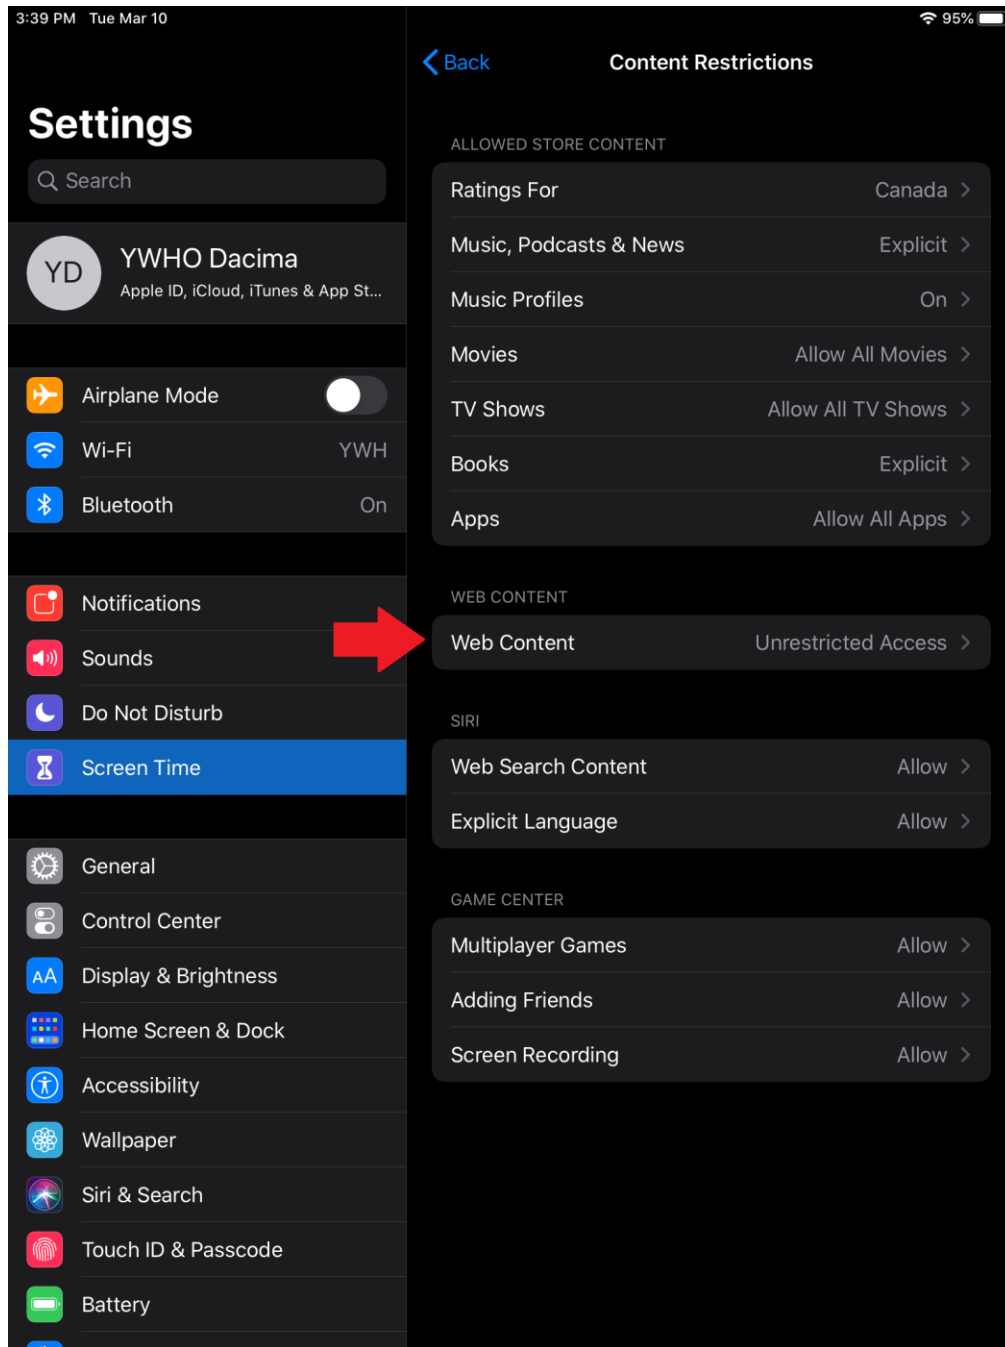 3:39 PM Tue Mar 10
95%
Settings
Search
YD
YWHO Dacima
Apple ID, iCloud, iTunes & App St...
Airplane Mode
Wi-Fi YWH
Bluetooth On
Notifications
Sounds
Do Not Disturb
Screen Time
General
Control Center
AA Display & Brightness
Home Screen & Dock
Accessibility
Wallpaper
Siri & Search
Touch ID & Passcode
Battery
Back Content Restrictions
ALLOWED STORE CONTENT
Ratings For Canada
Music, Podcasts & News Explicit
Music Profiles On
Movies Allow All Movies
TV Shows Allow All TV Shows
Books Explicit
Apps Allow All Apps
WEB CONTENT
Web Content Unrestricted Access
SIRI
Web Search Content Allow
Explicit Language Allow
GAME CENTER
Multiplayer Games Allow
Adding Friends Allow
Screen Recording Allow